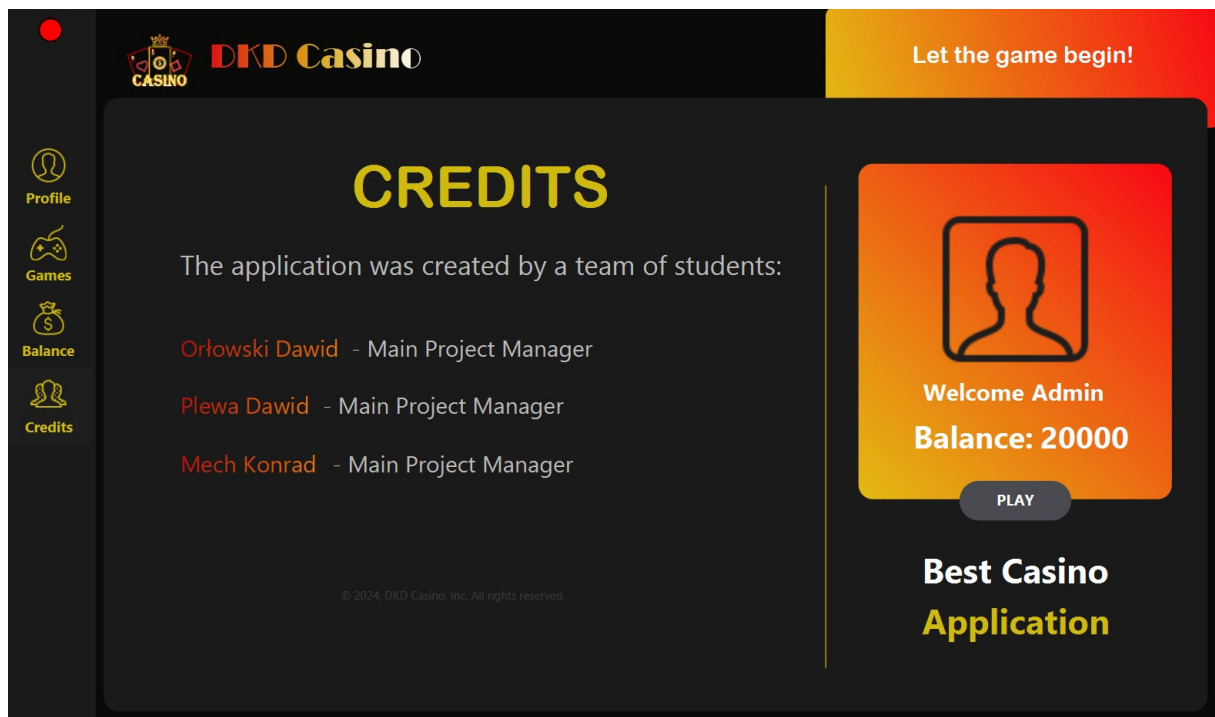 CASINO
DKD Casino
Let the game begin!
Profile
Games
Balance
Credits
CREDITS
The application was created by a team of students:
Orłowski Dawid - Main Project Manager
Plewa Dawid - Main Project Manager
Mech Konrad - Main Project Manager
© 2024, DKD Casino, Inc. All rights reserved.
Welcome Admin
Balance: 20000
PLAY
Best Casino
Application